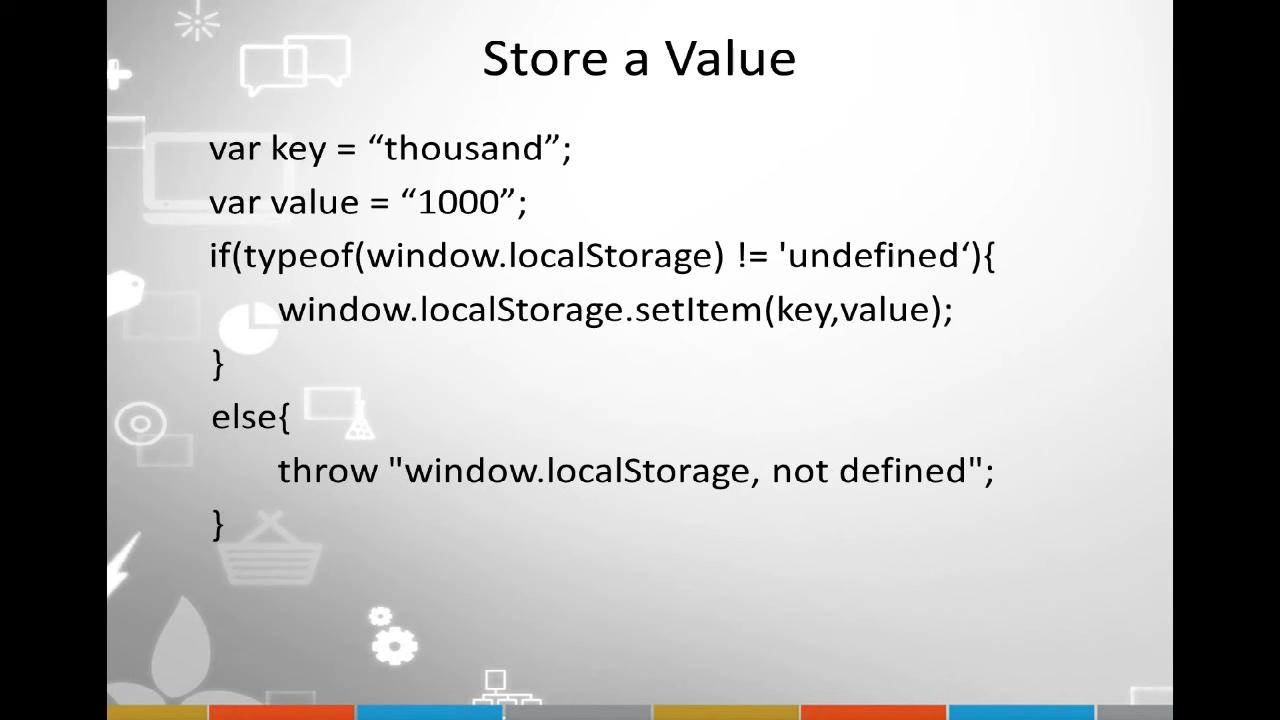 Store a Value
var key = “thousand”;
var value = “1000”;
if(typeof(window.localStorage) != 'undefined‘){
window.localStorage.setItem(key,value);
}
else{
throw "window.localStorage, not defined";
}